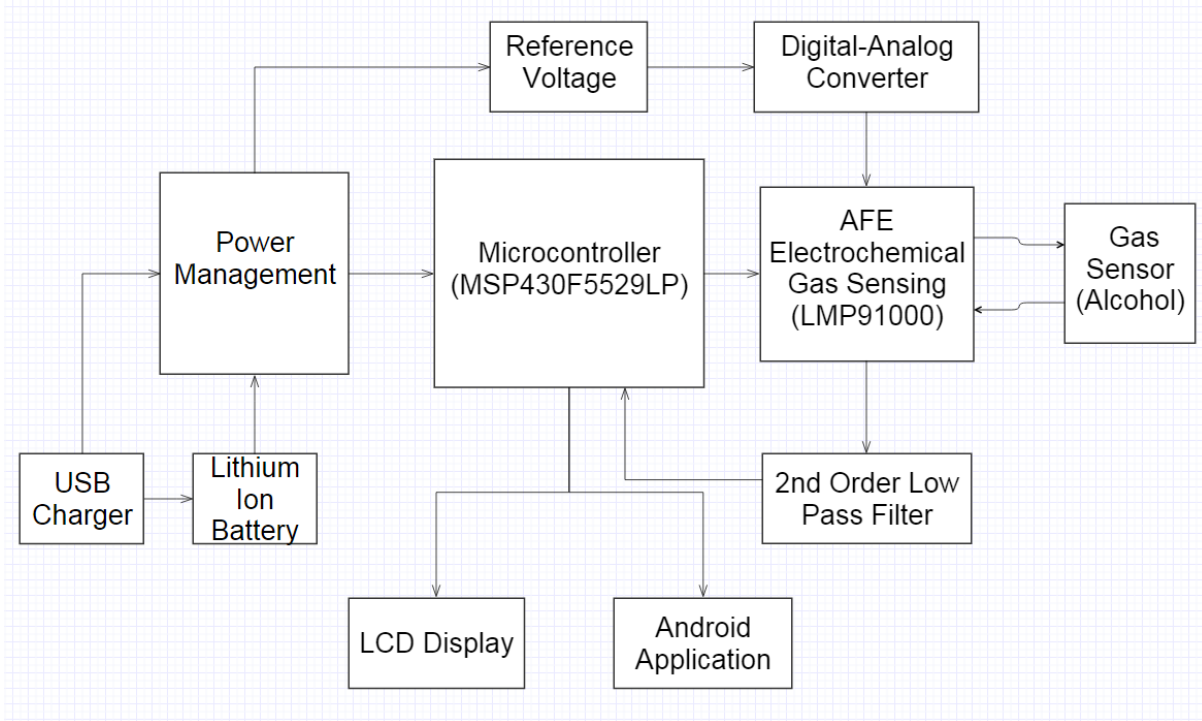 Reference
Voltage
Digital-Analog
Converter
Power
Management
Microcontroller
(MSP430F5529LP)
AFE
Electrochemical
Gas Sensing
(LMP91000)
Gas
Sensor
(Alcohol)
USB
Charger
Lithium
Ion
Battery
2nd Order Low
Pass Filter
LCD Display
Android
Application